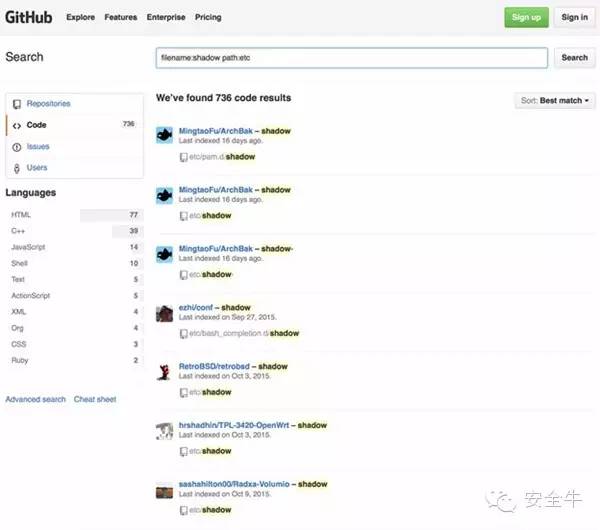 GitHub Explore Features Enterprise Pricing Sign up Sign in
Search
filename:shadow path:etc Search
Repositories
Code 736
Issues
Users
Languages
HTML 77
C++ 39
JavaScript 14
Shell 10
Text 5
ActionScript 5
XML 4
Org 4
CSS 3
Ruby 2
Advanced search Cheat sheet
We've found 736 code results Sort: Best match
MingtaoFu/ArchBak – shadow
Last indexed 16 days ago.
etc/pam.d/shadow
MingtaoFu/ArchBak – shadow
Last indexed 16 days ago.
etc/shadow
MingtaoFu/ArchBak – shadow-
Last indexed 16 days ago.
etc/shadow-
ezhi/conf – shadow
Last indexed on Sep 27, 2015.
etc/bash_completion.d/shadow
RetroBSD/retrobsd – shadow
Last indexed on Oct 3, 2015.
etc/shadow
hrshadhin/TPL-3420-OpenWrt – shadow
Last indexed on Oct 3, 2015.
etc/shadow
sashahilton00/Radxa-Volumio – shadow
Last indexed on Oct 9, 2015.
etc/shadow
安全牛